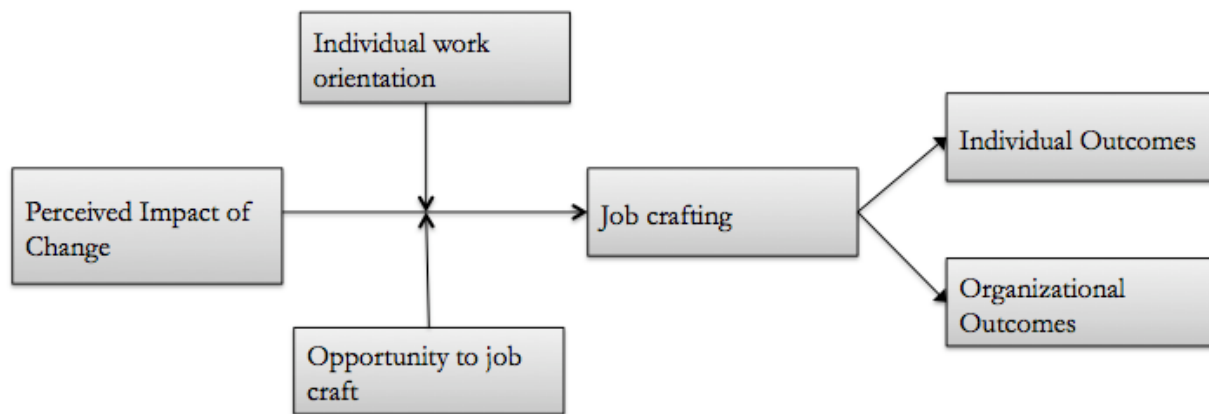 Individual work
orientation
Perceived Impact of
Change
Job crafting
Individual Outcomes
Organizational
Outcomes
Opportunity to job
craft